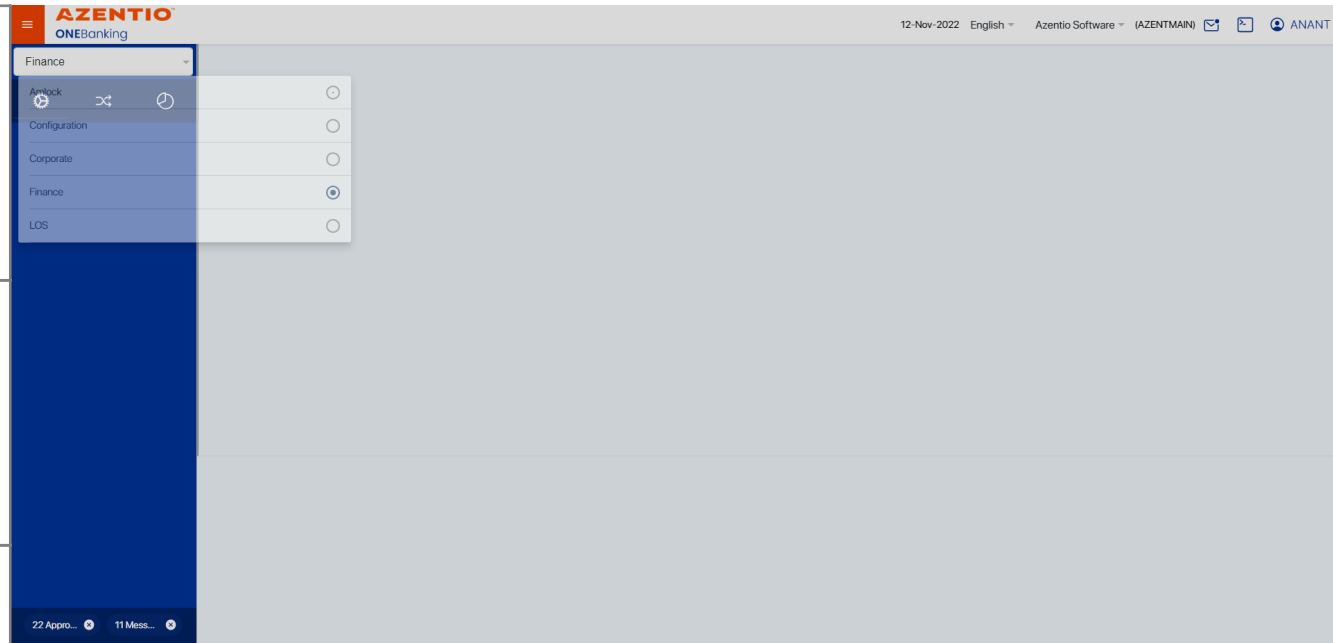 AZENTIO™
ONEBanking
12-Nov-2022 English Azentio Software (AZENTMAIN) ANANT
Finance
Amlock
Configuration
Corporate
Finance
LOS
22 Appro... 11 Mess...